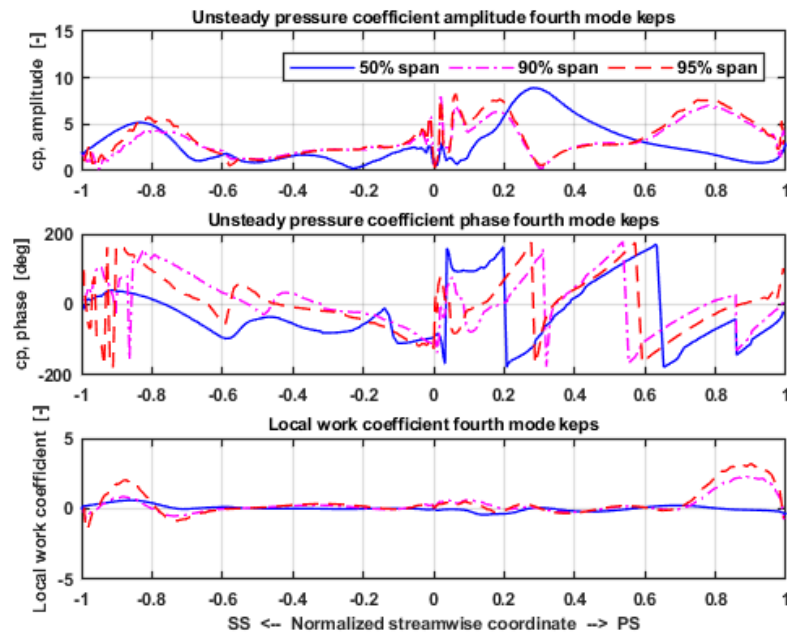 Unsteady pressure coefficient amplitude fourth mode keps
cp, amplitude [-]
15
10
5
0
50% span 90% span 95% span
-1 -0.8 -0.6 -0.4 -0.2 0 0.2 0.4 0.6 0.8 1
Unsteady pressure coefficient phase fourth mode keps
cp, phase [deg]
200
0
-200
-1 -0.8 -0.6 -0.4 -0.2 0 0.2 0.4 0.6 0.8 1
Local work coefficient fourth mode keps
Local work coefficient [-]
5
0
-5
-1 -0.8 -0.6 -0.4 -0.2 0 0.2 0.4 0.6 0.8 1
SS <-- Normalized streamwise coordinate --> PS